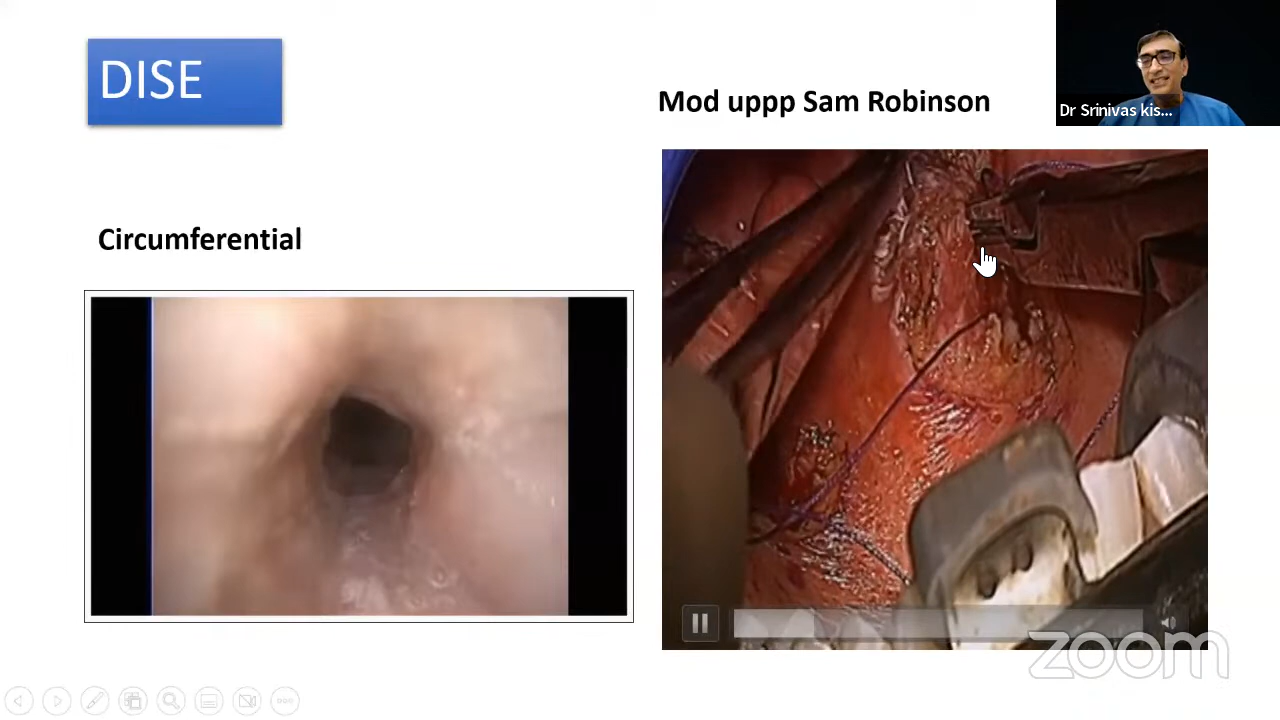 DISE
Mod uppp Sam Robinson
Dr Srinivas kis...
Circumferential
zoom